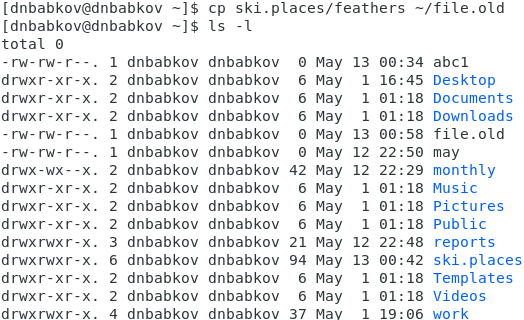 [dnbabkov@dnbabkov ~]$ cp ski.places/feathers ~/file.old
[dnbabkov@dnbabkov ~]$ ls -l
total 0
-rw-rw-r--. 1 dnbabkov dnbabkov  0 May 13 00:34 abc1
drwxr-xr-x. 2 dnbabkov dnbabkov  6 May  1 16:45 Desktop
drwxr-xr-x. 2 dnbabkov dnbabkov  6 May  1 01:18 Documents
drwxr-xr-x. 2 dnbabkov dnbabkov  6 May  1 01:18 Downloads
-rw-rw-r--. 1 dnbabkov dnbabkov  0 May 13 00:58 file.old
-rw-rw-r--. 1 dnbabkov dnbabkov  0 May 12 22:50 may
drwx-wx--x. 2 dnbabkov dnbabkov 42 May 12 22:29 monthly
drwxr-xr-x. 2 dnbabkov dnbabkov  6 May  1 01:18 Music
drwxr-xr-x. 2 dnbabkov dnbabkov  6 May  1 01:18 Pictures
drwxr-xr-x. 2 dnbabkov dnbabkov  6 May  1 01:18 Public
drwxrwxr-x. 3 dnbabkov dnbabkov 21 May 12 22:48 reports
drwxrwxr-x. 6 dnbabkov dnbabkov 94 May 13 00:42 ski.places
drwxr-xr-x. 2 dnbabkov dnbabkov  6 May  1 01:18 Templates
drwxr-xr-x. 2 dnbabkov dnbabkov  6 May  1 01:18 Videos
drwxrwxr-x. 4 dnbabkov dnbabkov 37 May  1 19:06 work